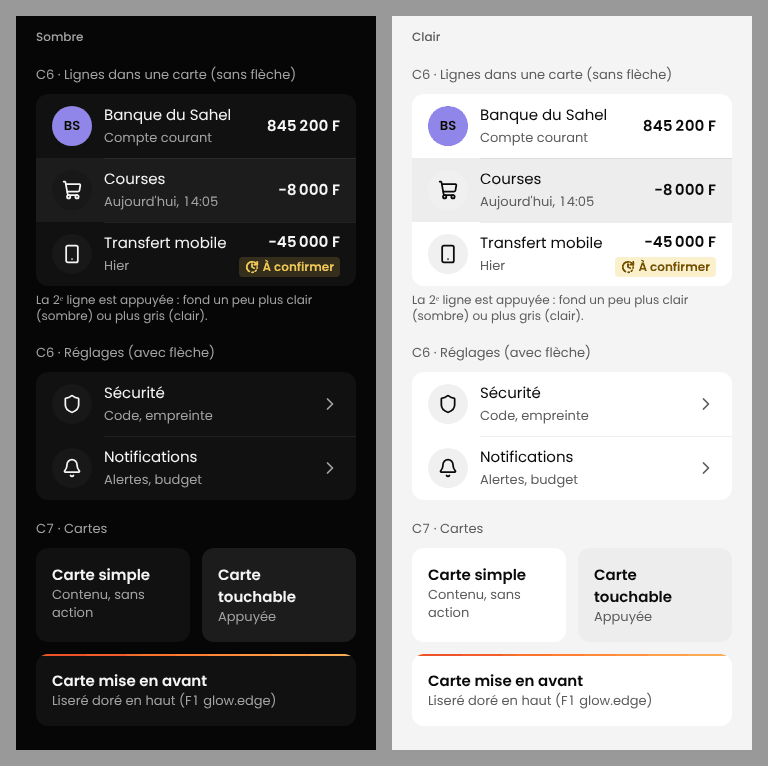 Sombre
C6 · Lignes dans une carte (sans flèche)
BS
Banque du Sahel
Compte courant
845 200 F
Courses
Aujourd'hui, 14:05
-8 000 F
Transfert mobile
Hier
-45 000 F
À confirmer
La 2ᵉ ligne est appuyée : fond un peu plus clair
(sombre) ou plus gris (clair).
C6 · Réglages (avec flèche)
Sécurité
Code, empreinte
Notifications
Alertes, budget
C7 · Cartes
Carte simple
Contenu, sans
action
Carte
touchable
Appuyée
Carte mise en avant
Liseré doré en haut (F1 glow.edge)
Clair
C6 · Lignes dans une carte (sans flèche)
BS
Banque du Sahel
Compte courant
845 200 F
Courses
Aujourd'hui, 14:05
-8 000 F
Transfert mobile
Hier
-45 000 F
À confirmer
La 2ᵉ ligne est appuyée : fond un peu plus clair
(sombre) ou plus gris (clair).
C6 · Réglages (avec flèche)
Sécurité
Code, empreinte
Notifications
Alertes, budget
C7 · Cartes
Carte simple
Contenu, sans
action
Carte
touchable
Appuyée
Carte mise en avant
Liseré doré en haut (F1 glow.edge)